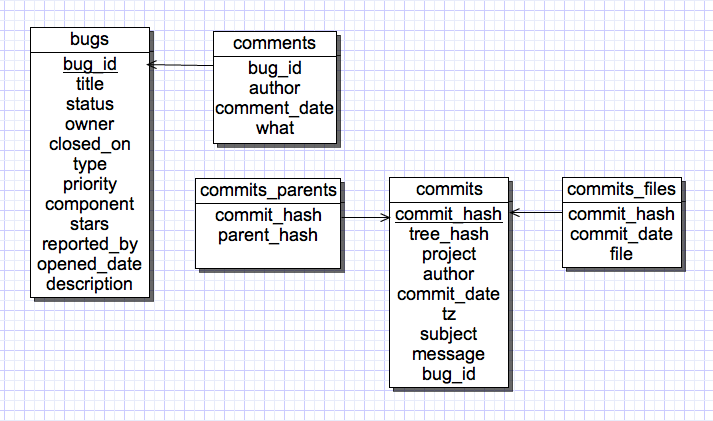 bugs
bug_id
title
status
owner
closed_on
type
priority
component
stars
reported_by
opened_date
description
comments
bug_id
author
comment_date
what
commits_parents
commit_hash
parent_hash
commits
commit_hash
tree_hash
project
author
commit_date
tz
subject
message
bug_id
commits_files
commit_hash
commit_date
file